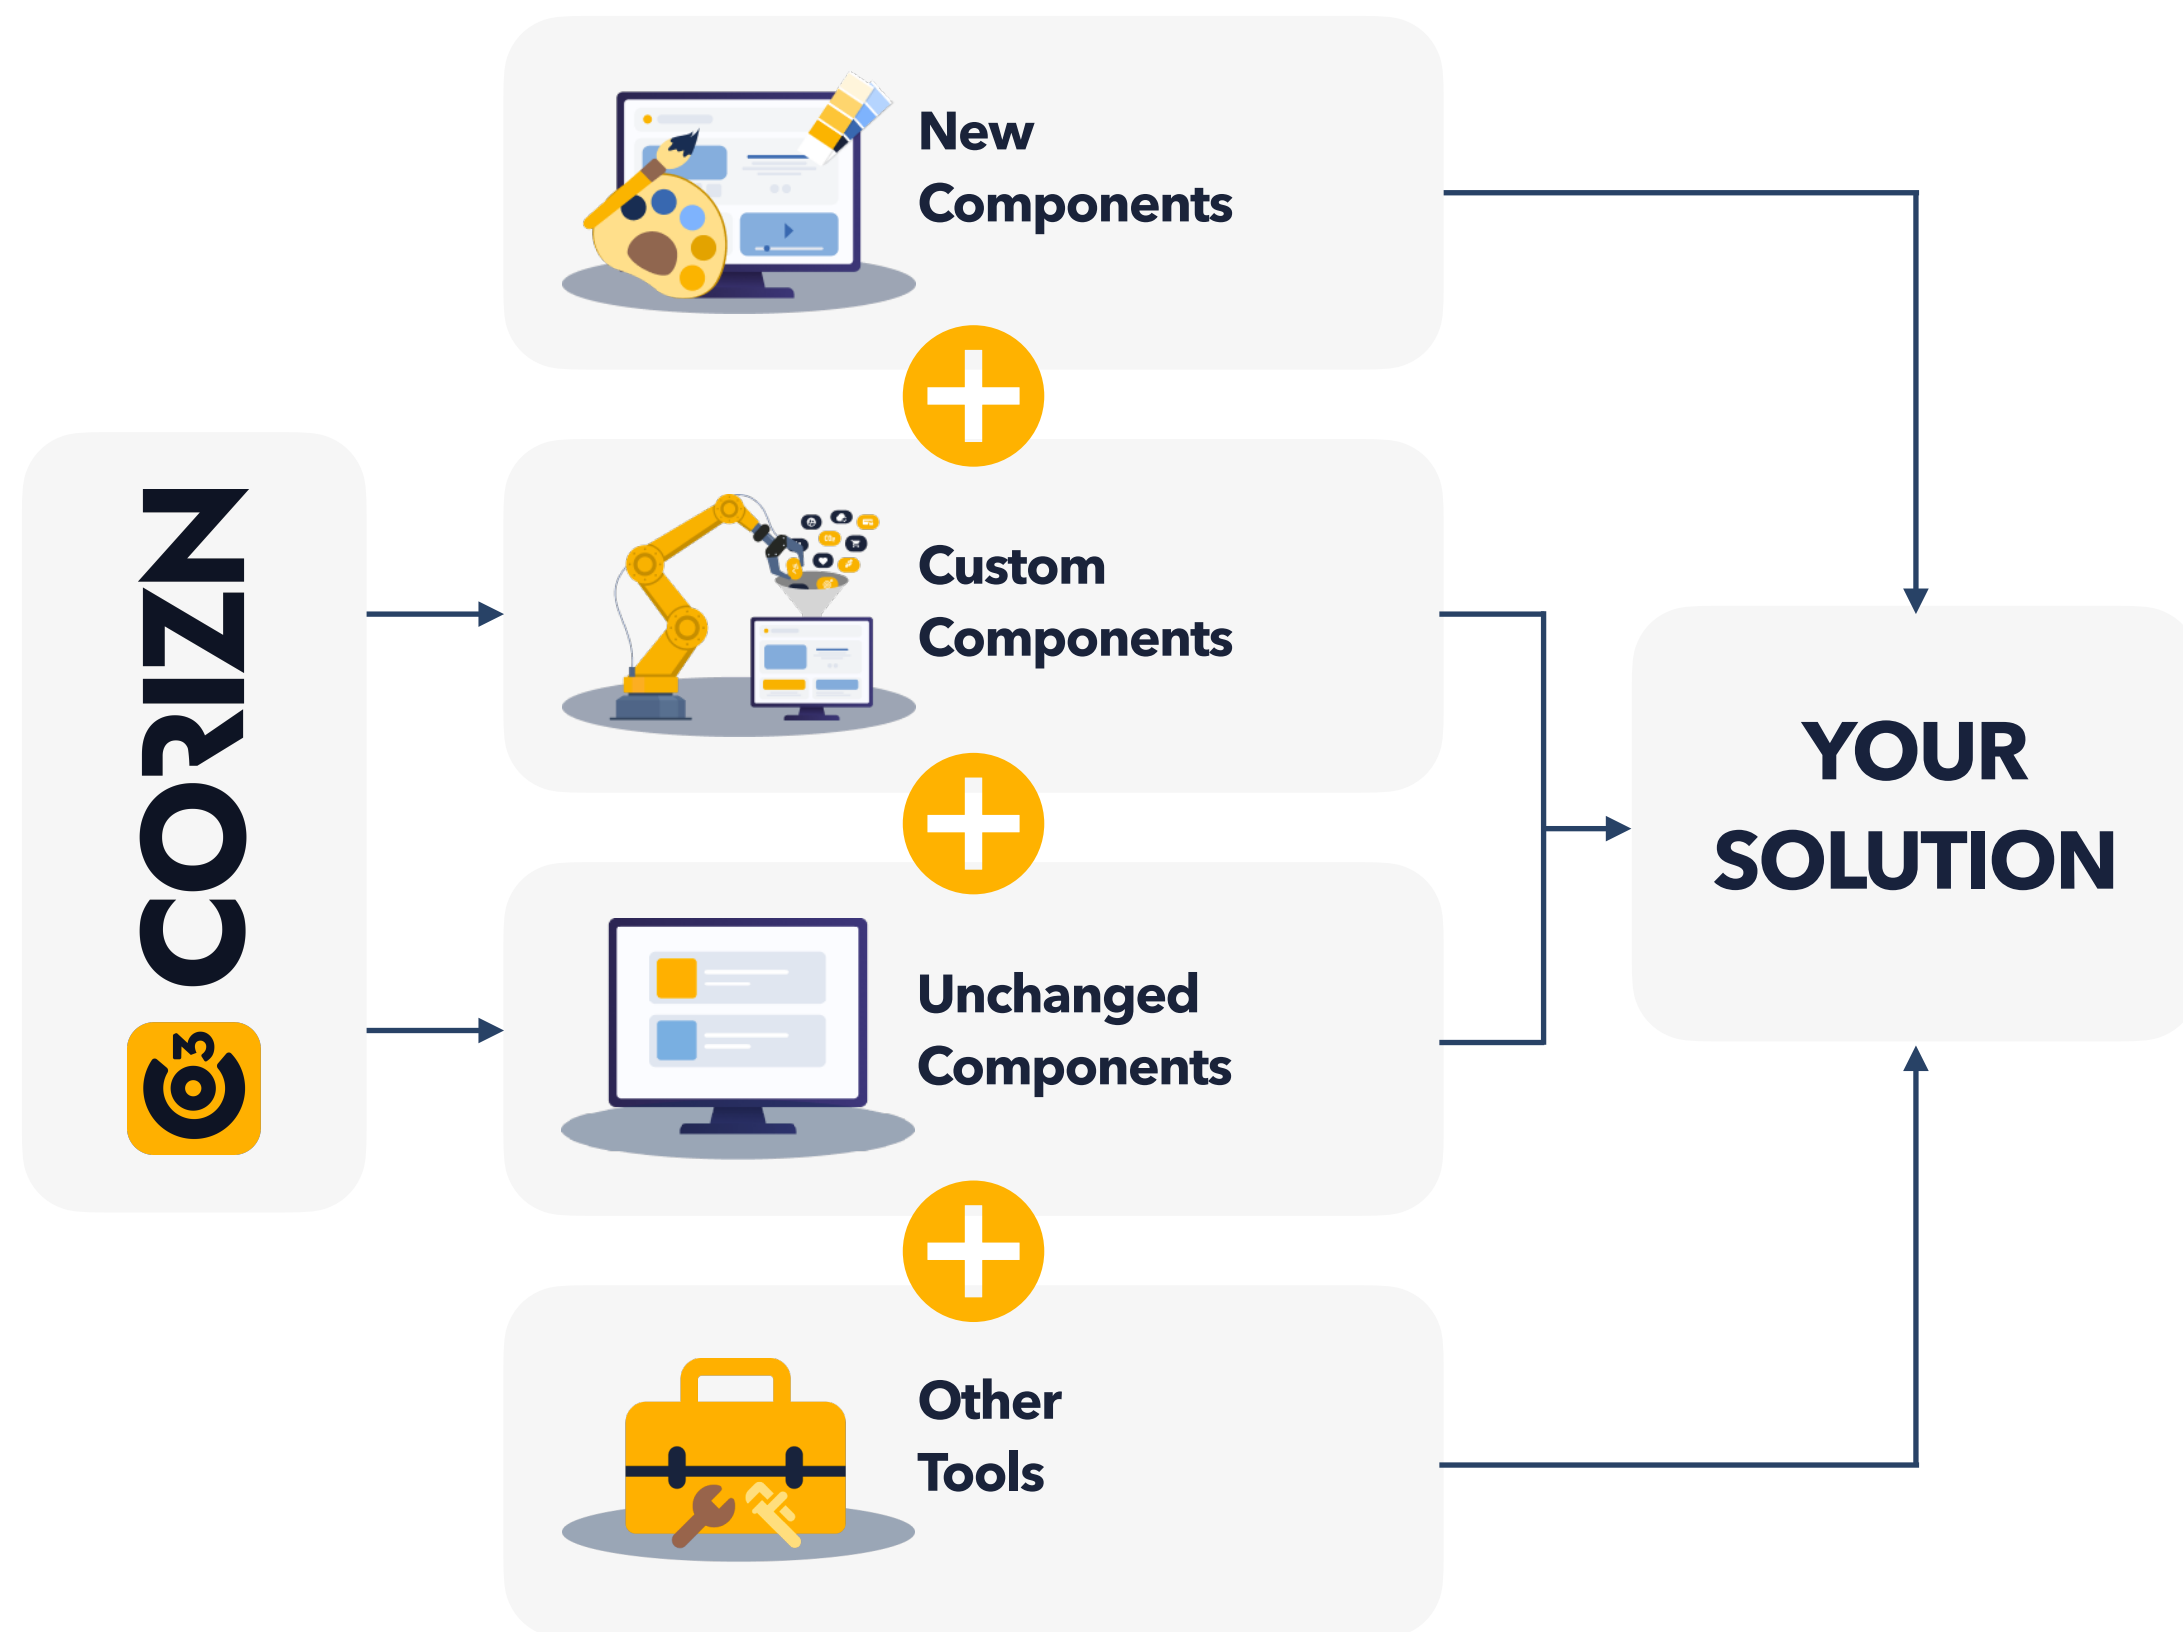 CORIZN
New
Components
Custom
Components
Unchanged
Components
Other
Tools
YOUR
SOLUTION